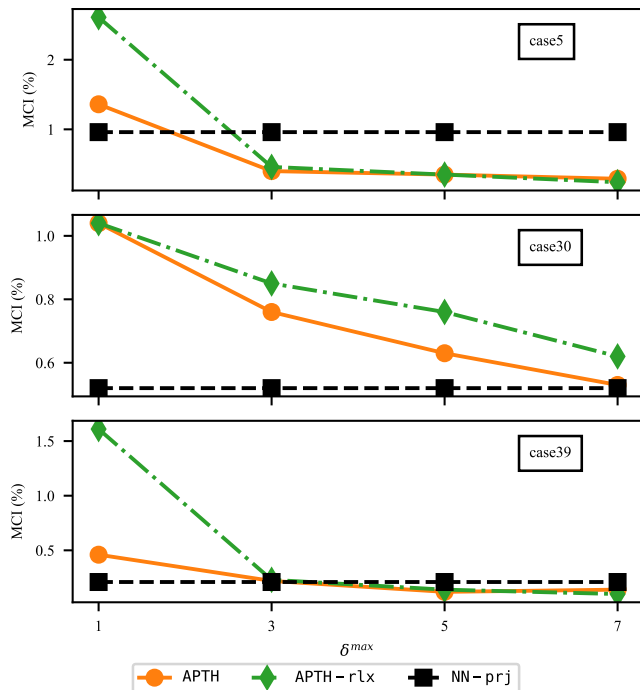 MCI (%)
2
1
case5
MCI (%)
1.0
0.8
0.6
case30
MCI (%)
1.5
1.0
0.5
case39
1 3 5 7
δ^max
APTH APTH-rlx NN-prj